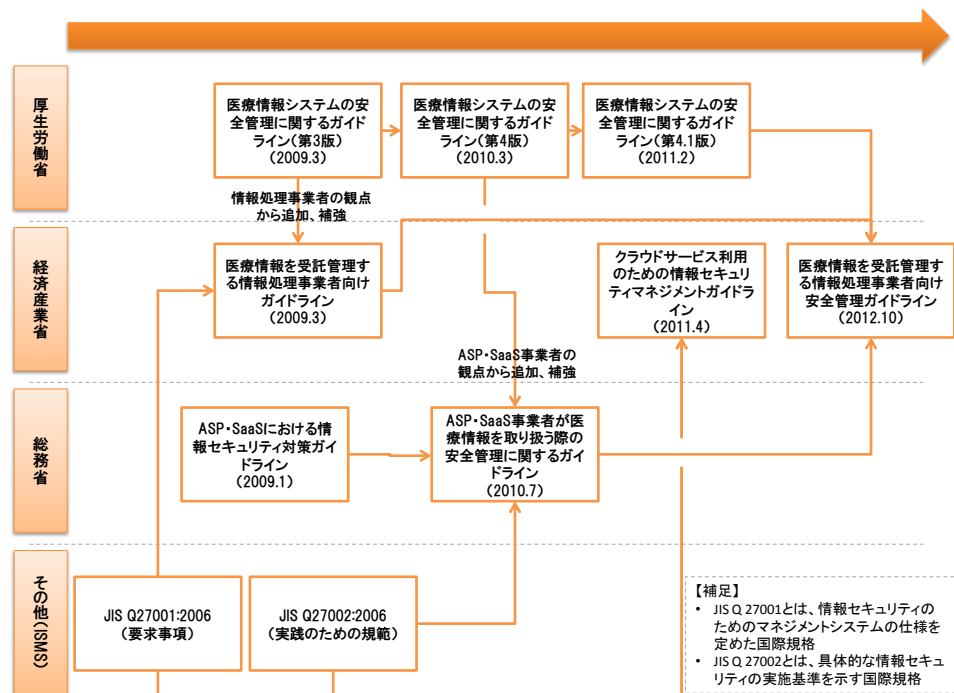 厚生労働省
医療情報システムの安
全管理に関するガイド
ライン(第3版)
(2009.3)
医療情報システムの安
全管理に関するガイド
ライン(第4版)
(2010.3)
医療情報システムの安
全管理に関するガイド
ライン(第4.1版)
(2011.2)
情報処理事業者の観点
から追加、補強
経済産業省
医療情報を受託管理す
る情報処理事業者向け
ガイドライン
(2009.3)
クラウドサービス利用
のための情報セキュリ
ティマネジメントガイドラ
イン
(2011.4)
医療情報を受託管理す
る情報処理事業者向け
安全管理ガイドライン
(2012.10)
ASP・SaaS事業者の
観点から追加、補強
総務省
ASP・SaaSにおける情
報セキュリティ対策ガイ
ドライン
(2009.1)
ASP・SaaS事業者が医
療情報を取り扱う際の
安全管理に関するガイ
ドライン
(2010.7)
その他(ISMS)
JIS Q27001:2006
(要求事項)
JIS Q27002:2006
(実践のための規範)
【補足】
• JIS Q 27001とは、情報セキュリティの
ためのマネジメントシステムの仕様を
定めた国際規格
• JIS Q 27002とは、具体的な情報セキュ
リティの実施基準を示す国際規格